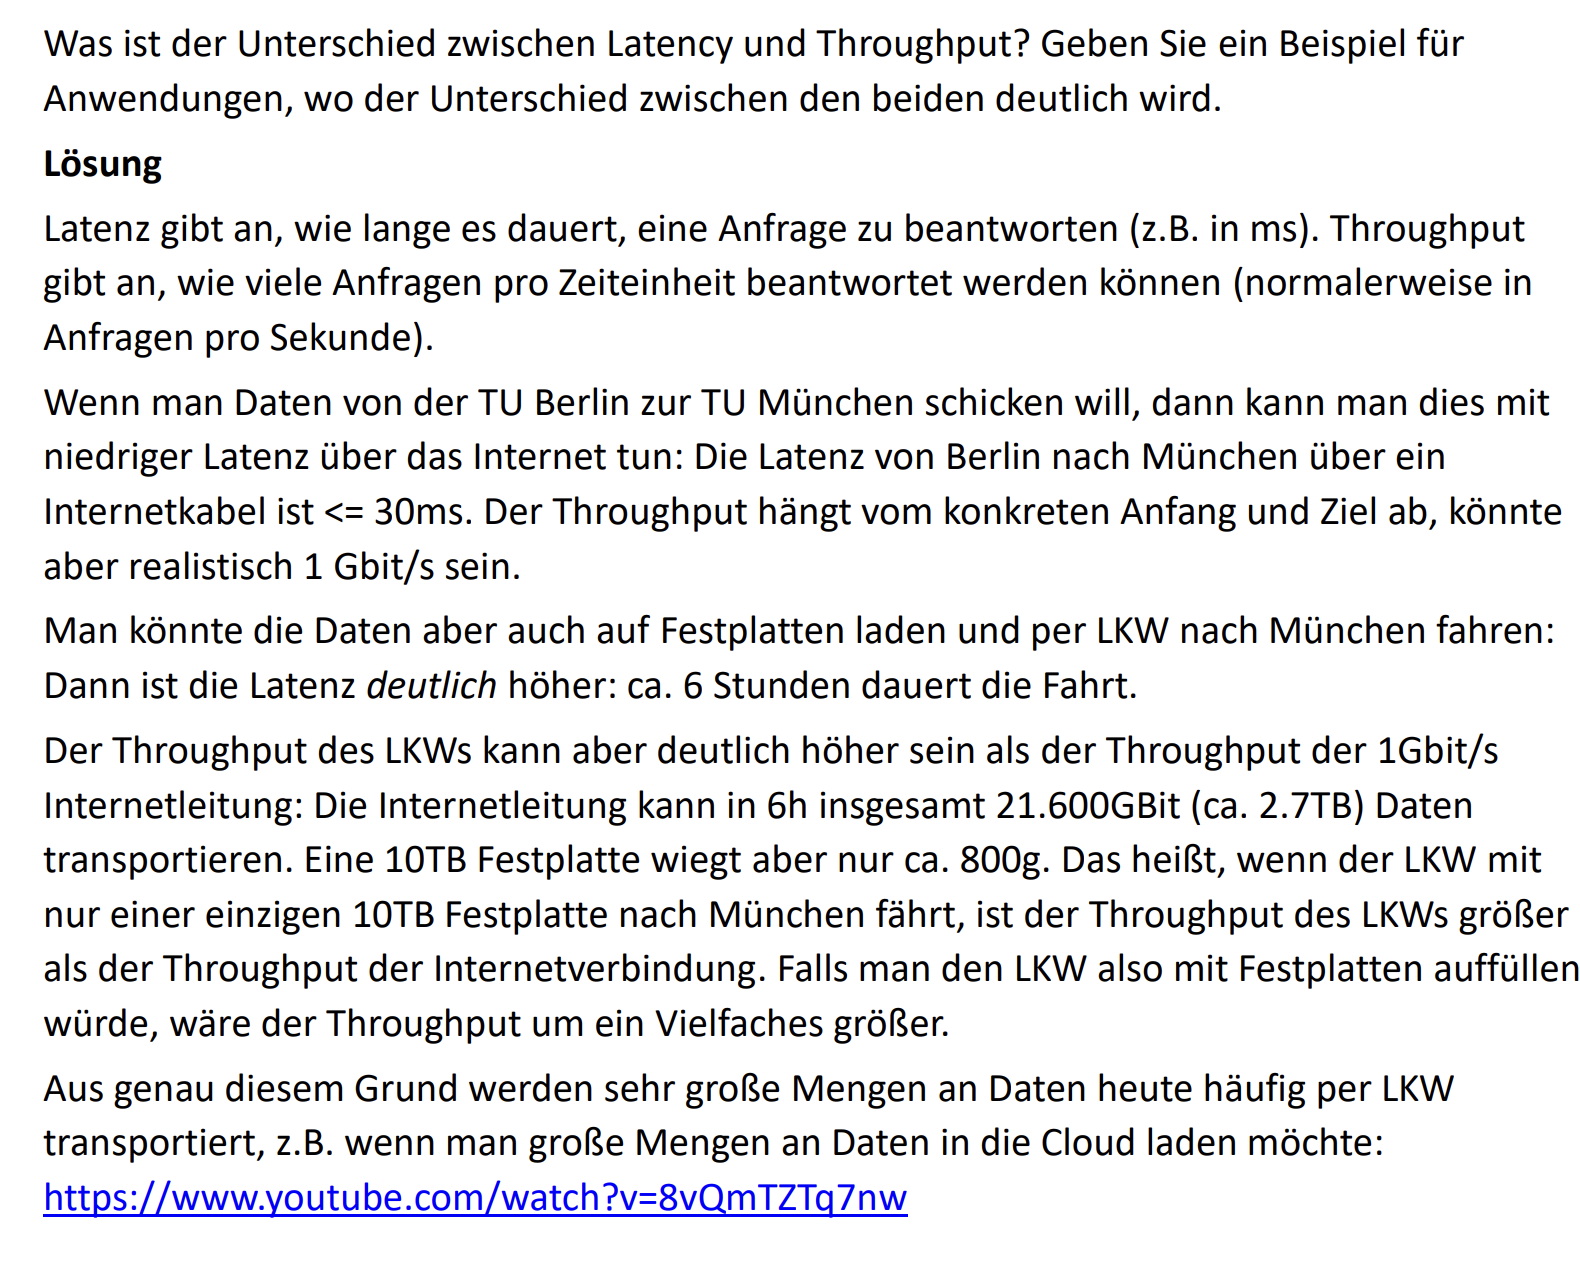 Was ist der Unterschied zwischen Latency und Throughput? Geben Sie ein Beispiel für
Anwendungen, wo der Unterschied zwischen den beiden deutlich wird.
Lösung
Latenz gibt an, wie lange es dauert, eine Anfrage zu beantworten (z.B. in ms). Throughput
gibt an, wie viele Anfragen pro Zeiteinheit beantwortet werden können (normalerweise in
Anfragen pro Sekunde).
Wenn man Daten von der TU Berlin zur TU München schicken will, dann kann man dies mit
niedriger Latenz über das Internet tun: Die Latenz von Berlin nach München über ein
Internetkabel ist <= 30ms. Der Throughput hängt vom konkreten Anfang und Ziel ab, könnte
aber realistisch 1 Gbit/s sein.
Man könnte die Daten aber auch auf Festplatten laden und per LKW nach München fahren:
Dann ist die Latenz deutlich höher: ca. 6 Stunden dauert die Fahrt.
Der Throughput des LKWs kann aber deutlich höher sein als der Throughput der 1Gbit/s
Internetleitung: Die Internetleitung kann in 6h insgesamt 21.600GBit (ca. 2.7TB) Daten
transportieren. Eine 10TB Festplatte wiegt aber nur ca. 800g. Das heißt, wenn der LKW mit
nur einer einzigen 10TB Festplatte nach München fährt, ist der Throughput des LKWs größer
als der Throughput der Internetverbindung. Falls man den LKW also mit Festplatten auffüllen
würde, wäre der Throughput um ein Vielfaches größer.
Aus genau diesem Grund werden sehr große Mengen an Daten heute häufig per LKW
transportiert, z.B. wenn man große Mengen an Daten in die Cloud laden möchte:
https://www.youtube.com/watch?v=8vQmTZTq7nw